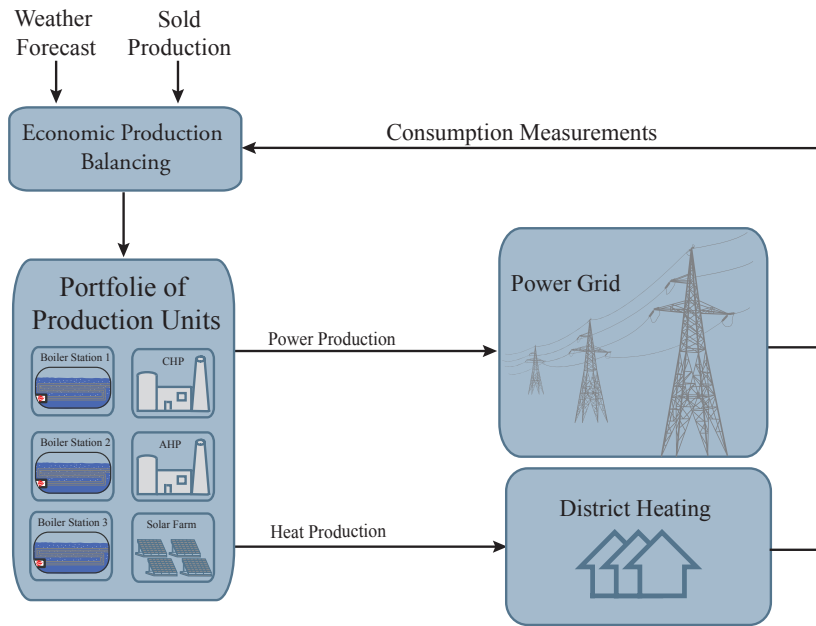 Weather
Forecast
Sold
Production
Economic Production
Balancing
Consumption Measurements
Portfolie of
Production Units
Boiler Station 1
CHP
Boiler Station 2
AHP
Boiler Station 3
Solar Farm
Power Production
Power Grid
Heat Production
District Heating